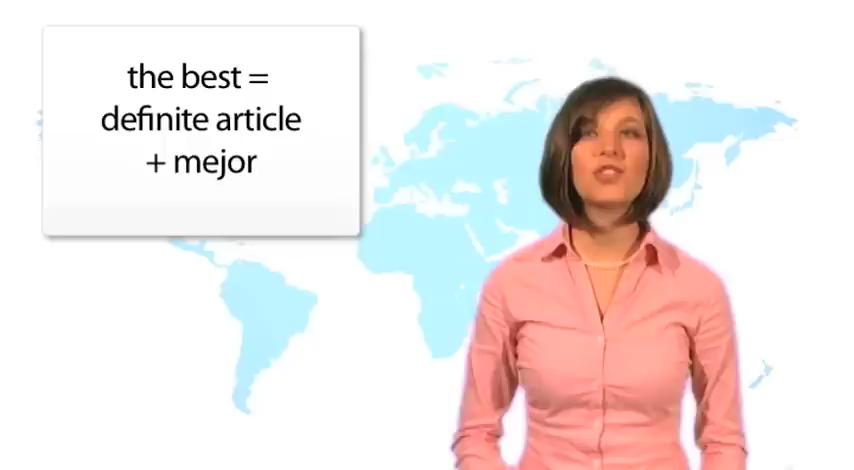 the best =
definite article
+ mejor